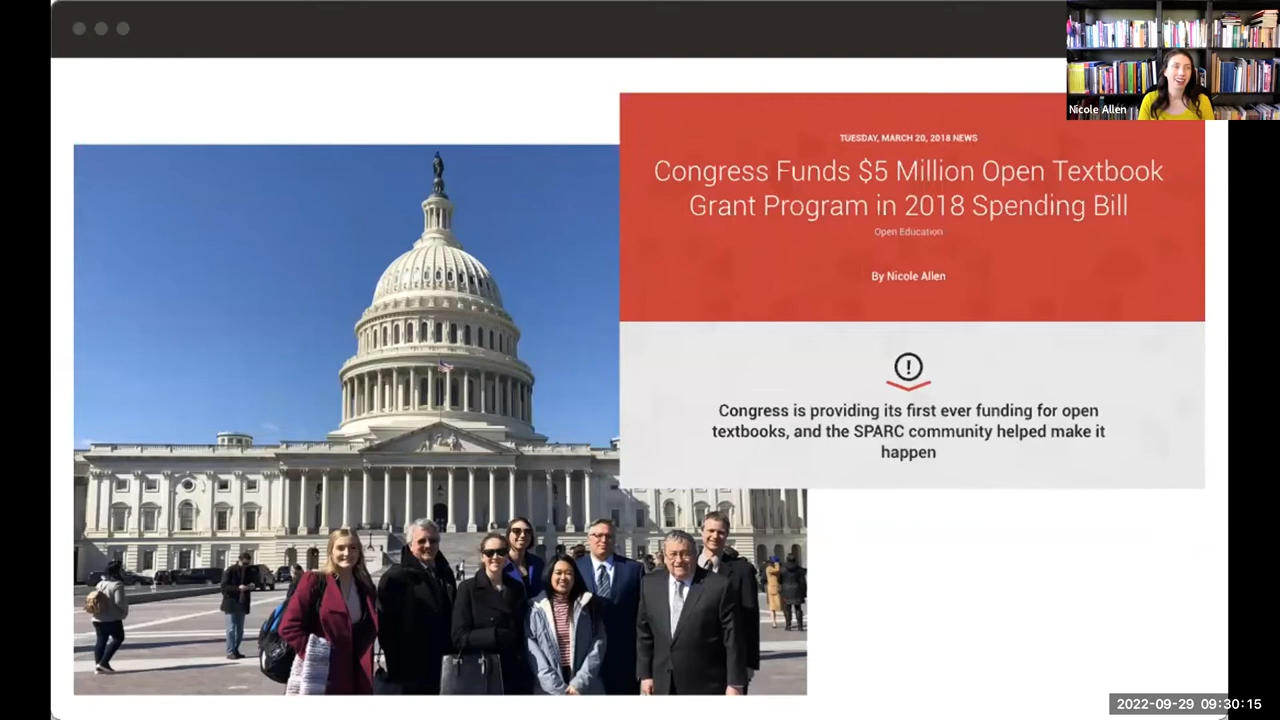 Nicole Allen
TUESDAY, MARCH 20, 2018 NEWS
Congress Funds $5 Million Open Textbook
Grant Program in 2018 Spending Bill
Open Education
By Nicole Allen
Congress is providing its first ever funding for open
textbooks, and the SPARC community helped make it
happen
2022-09-29 09:30:15